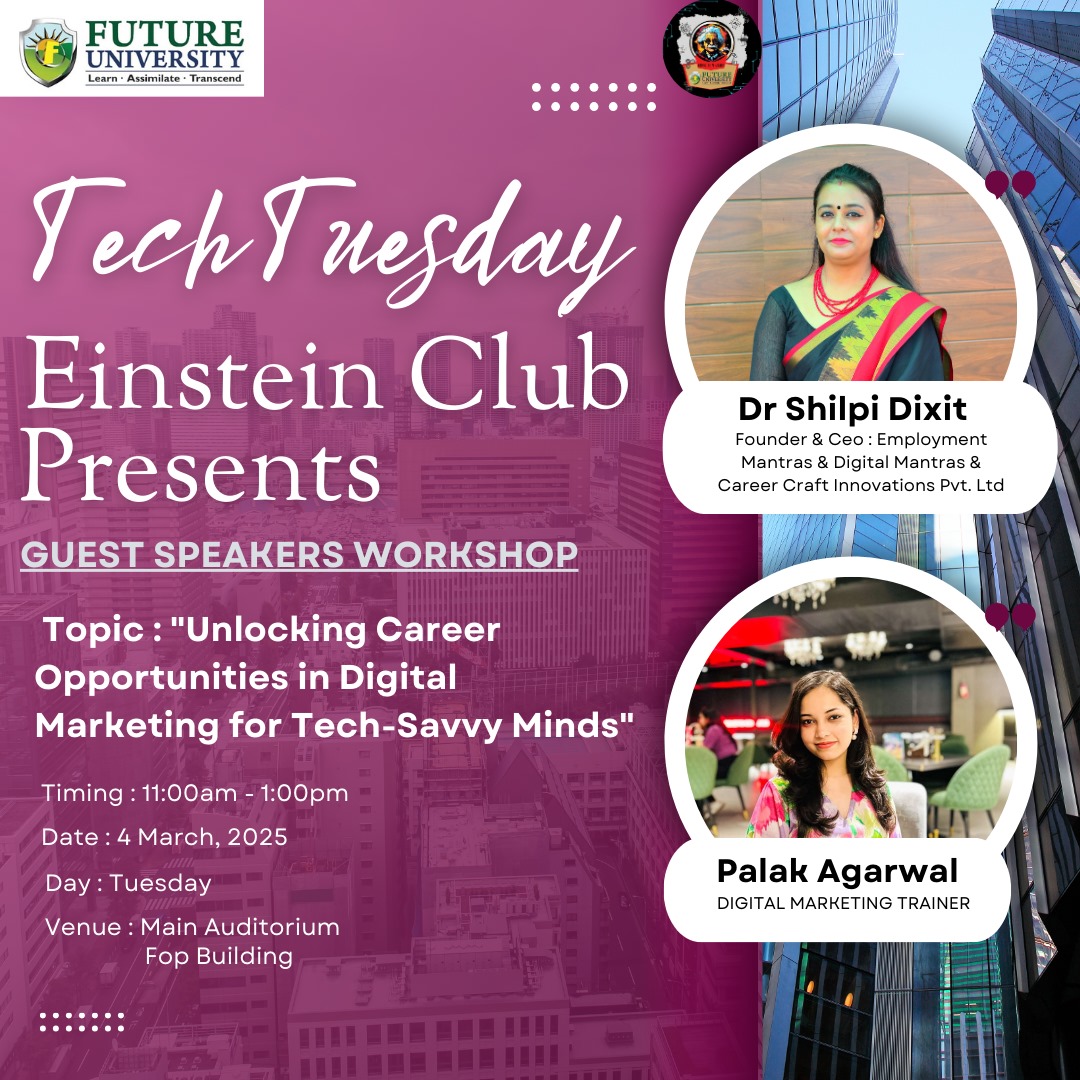 FUTURE
UNIVERSITY
Learn · Assimilate · Transcend
FUTURE
UNIVERSITY
TechTuesday
Einstein Club
Presents
GUEST SPEAKERS WORKSHOP
Topic : "Unlocking Career
Opportunities in Digital
Marketing for Tech-Savvy Minds"
Timing : 11:00am - 1:00pm
Date : 4 March, 2025
Day : Tuesday
Venue : Main Auditorium
Fop Building
Dr Shilpi Dixit
Founder & Ceo : Employment
Mantras & Digital Mantras &
Career Craft Innovations Pvt. Ltd
Palak Agarwal
DIGITAL MARKETING TRAINER